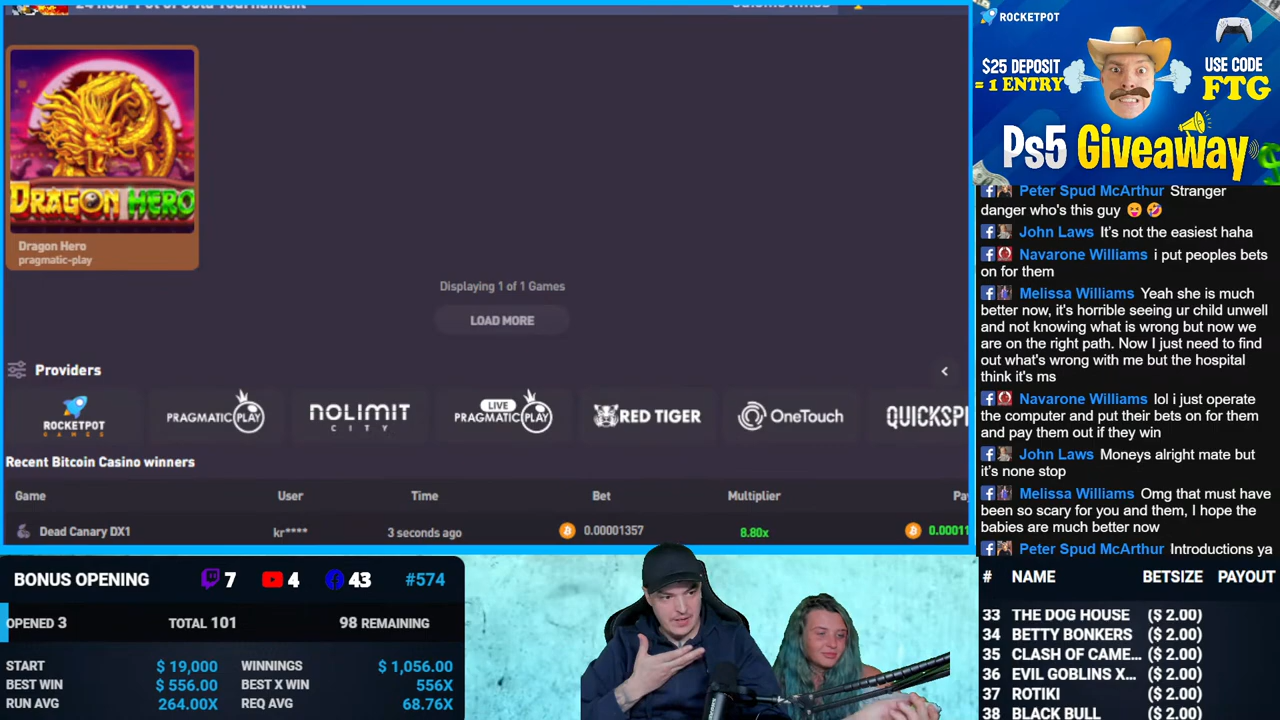 24 Hour Pot of Gold Tournament
DRAGON HERO
Dragon Hero
pragmatic-play
Displaying 1 of 1 Games
LOAD MORE
Providers
ROCKETPOT
GAMES
PRAGMATIC PLAY
NOLIMIT
CITY
LIVE
PRAGMATIC PLAY
RED TIGER
OneTouch
QUICKSPI
Recent Bitcoin Casino winners
Game User Time Bet Multiplier Pa
Dead Canary DX1 kr**** 3 seconds ago 0.00001357 8.80x 0.00011
ROCKETPOT
$25 DEPOSIT
= 1 ENTRY
USE CODE
FTG
Ps5 Giveaway
Peter Spud McArthur Stranger
danger who's this guy 😝 🤣
John Laws It's not the easiest haha
Navarone Williams i put peoples bets
on for them
Melissa Williams Yeah she is much
better now, it's horrible seeing ur child unwell
and not knowing what is wrong but now we
are on the right path. Now I just need to find
out what's wrong with me but the hospital
think it's ms
Navarone Williams lol i just operate
the computer and put their bets on for them
and pay them out if they win
John Laws Moneys alright mate but
it's none stop
Melissa Williams Omg that must have
been so scary for you and them, I hope the
babies are much better now
Peter Spud McArthur Introductions ya
BONUS OPENING 7 4 43 #574
OPENED 3 TOTAL 101 98 REMAINING
START $ 19,000 WINNINGS $ 1,056.00
BEST WIN $ 556.00 BEST X WIN 556X
RUN AVG 264.00X REQ AVG 68.76X
# NAME BETSIZE PAYOUT
33 THE DOG HOUSE ($ 2.00)
34 BETTY BONKERS ($ 2.00)
35 CLASH OF CAME... ($ 2.00)
36 EVIL GOBLINS X... ($ 2.00)
37 ROTIKI ($ 2.00)
38 BLACK BULL ($ 2.00)